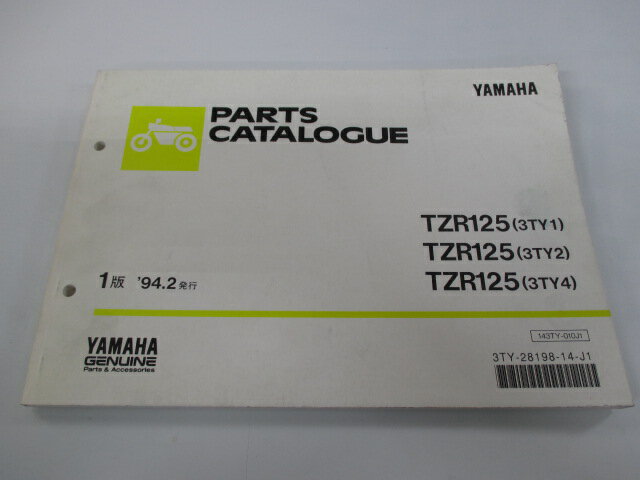 YAMAHA
PARTS
CATALOGUE
TZR125 (3TY1)
TZR125 (3TY2)
TZR125 (3TY4)
1版 '94.2 発行
143TY-010J1
3TY-28198-14-J1
YAMAHA
GENUINE
Parts & Accessories